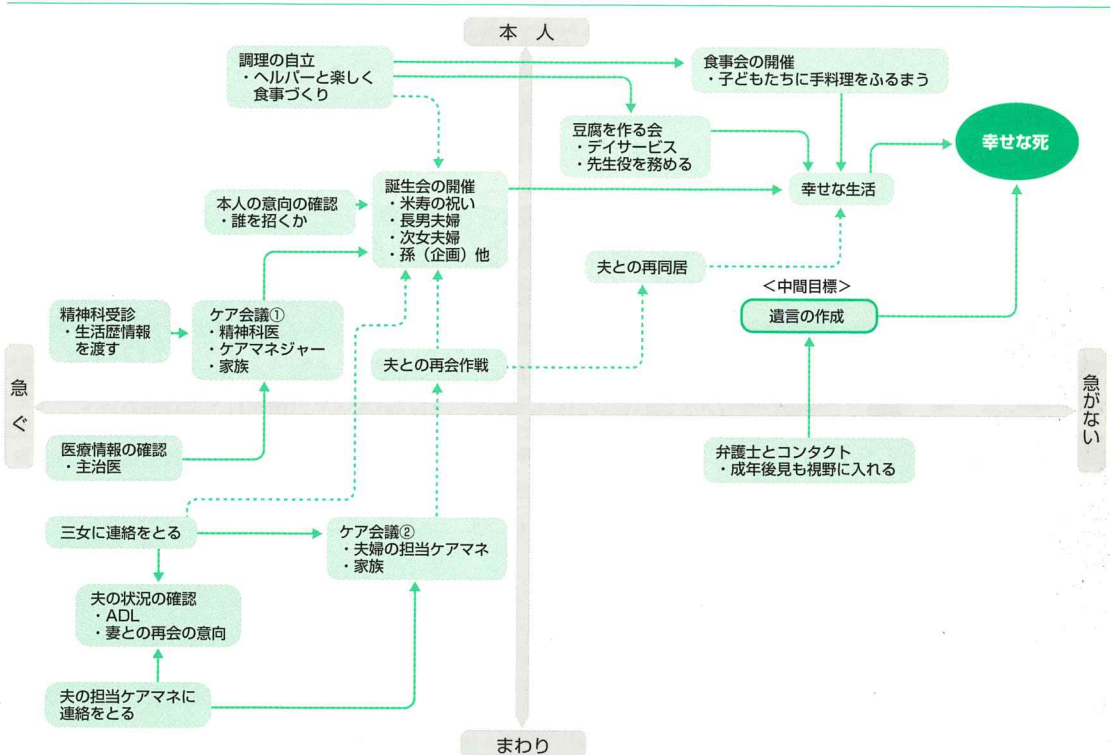 本 人
調理の自立
・ヘルパーと楽しく
食事づくり
食事会の開催
・子どもたちに手料理をふるまう
豆腐を作る会
・デイサービス
・先生役を務める
幸せな死
誕生会の開催
・米寿の祝い
・長男夫婦
・次女夫婦
・孫（企画）他
幸せな生活
本人の意向の確認
・誰を招くか
夫との再同居
＜中間目標＞
遺言の作成
精神科受診
・生活歴情報
を渡す
ケア会議①
・精神科医
・ケアマネジャー
・家族
夫との再会作戦
急ぐ
急がない
医療情報の確認
・主治医
弁護士とコンタクト
・成年後見も視野に入れる
三女に連絡をとる
ケア会議②
・夫婦の担当ケアマネ
・家族
夫の状況の確認
・ADL
・妻との再会の意向
夫の担当ケアマネに
連絡をとる
まわり